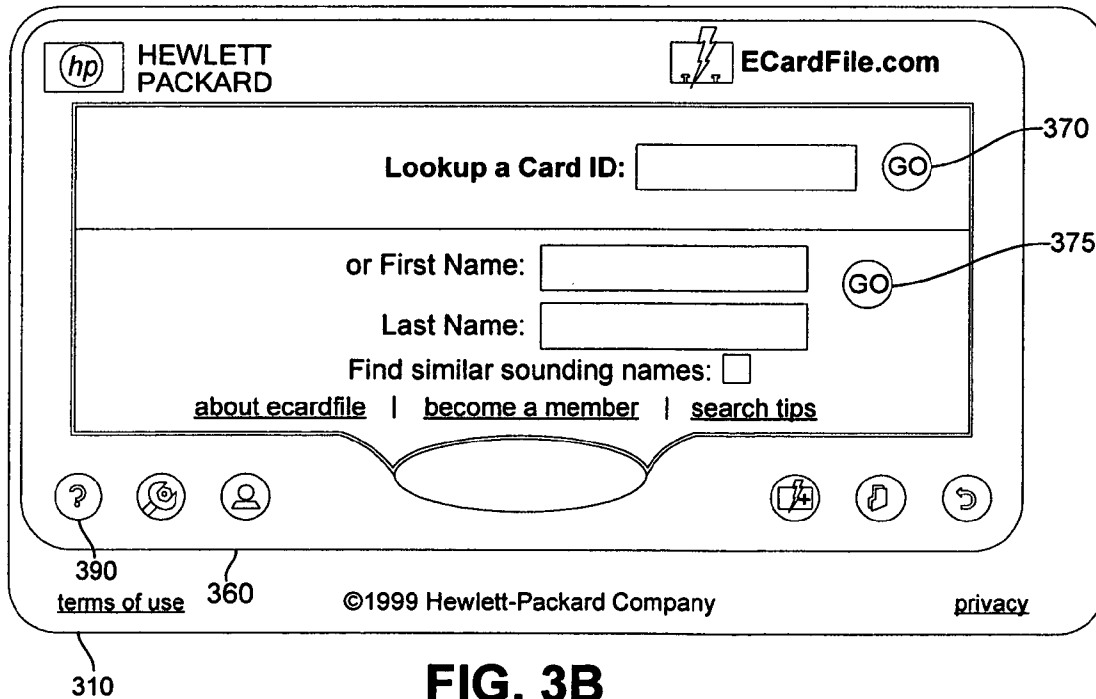 hp HEWLETT
PACKARD
ECardFile.com
370
Lookup a Card ID: GO
375
or First Name: GO
Last Name:
Find similar sounding names:
about ecardfile | become a member | search tips
?
390
360
terms of use ©1999 Hewlett-Packard Company privacy
310
FIG. 3B